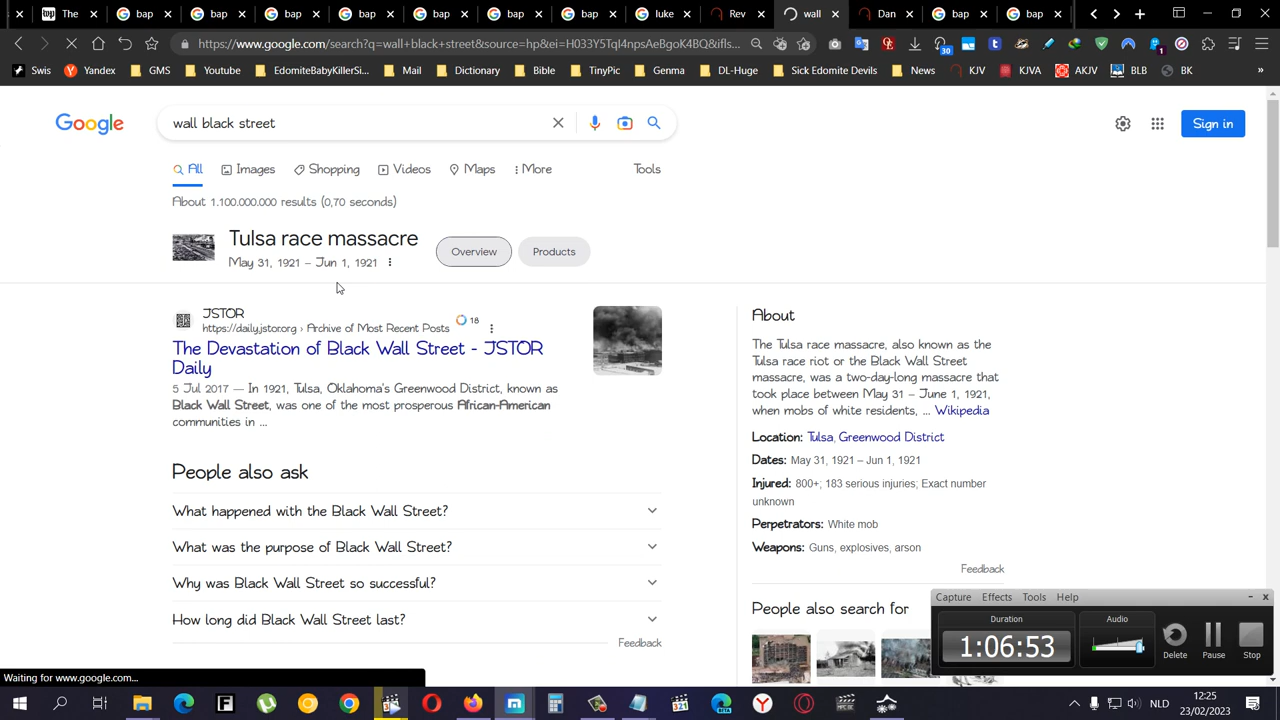 The
bap
bap
bap
bap
bap
bap
luke
Rev
wall
Dan
bap
bap
https://www.google.com/search?q=wall+black+street&source=hp&ei=H033Y5TqI4npsAeBgoK4BQ&ifls...
30
1
Swis
Yandex
GMS
Youtube
EdomiteBabyKillerSi...
Mail
Dictionary
Bible
TinyPic
Genma
DL-Huge
Sick Edomite Devils
News
KJV
KJVA
AKJV
BLB
BK
»
Google
wall black street
Sign in
All
Images
Shopping
Videos
Maps
More
Tools
About 1.100.000.000 results (0,70 seconds)
Tulsa race massacre
May 31, 1921 – Jun 1, 1921
Overview
Products
JSTOR
https://daily.jstor.org › Archive of Most Recent Posts
18
The Devastation of Black Wall Street - JSTOR
Daily
5 Jul 2017 — In 1921, Tulsa, Oklahoma's Greenwood District, known as
Black Wall Street, was one of the most prosperous African-American
communities in ...
People also ask
What happened with the Black Wall Street?
What was the purpose of Black Wall Street?
Why was Black Wall Street so successful?
How long did Black Wall Street last?
Feedback
About
The Tulsa race massacre, also known as the
Tulsa race riot or the Black Wall Street
massacre, was a two-day-long massacre that
took place between May 31 – June 1, 1921,
when mobs of white residents, ... Wikipedia
Location: Tulsa, Greenwood District
Dates: May 31, 1921 – Jun 1, 1921
Injured: 800+; 183 serious injuries; Exact number
unknown
Perpetrators: White mob
Weapons: Guns, explosives, arson
Feedback
People also search for
Capture
Effects
Tools
Help
Duration
1:06:53
Audio
Delete
Pause
Stop
Waiting for www.google.com...
321
BETA
NLD
12:25
23/02/2023